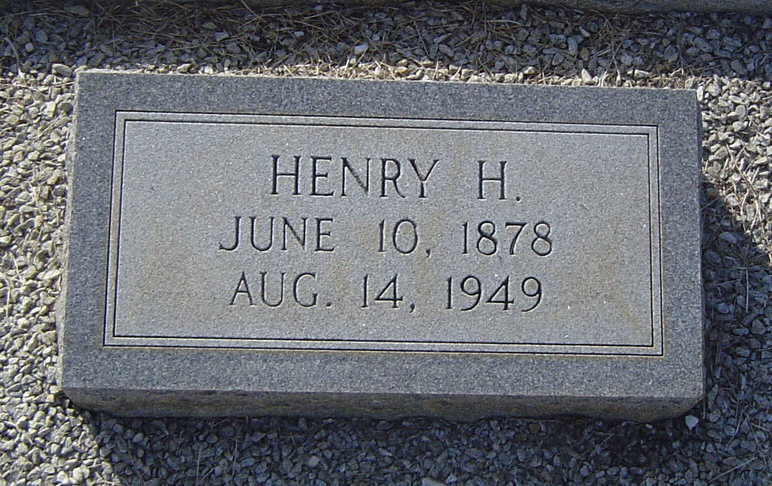 HENRY H.
JUNE 10, 1878
AUG. 14, 1949